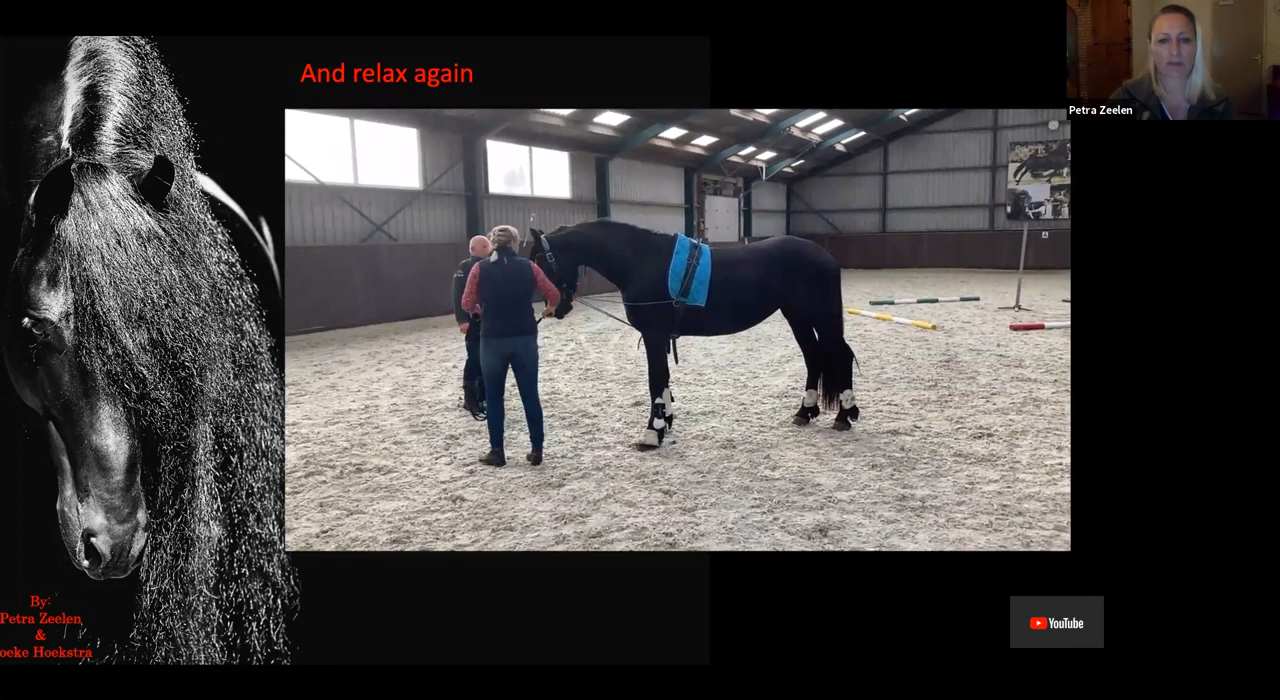 And relax again
Petra Zeelen
A
By:
Petra Zeelen
&
oeke Hoekstra
YouTube